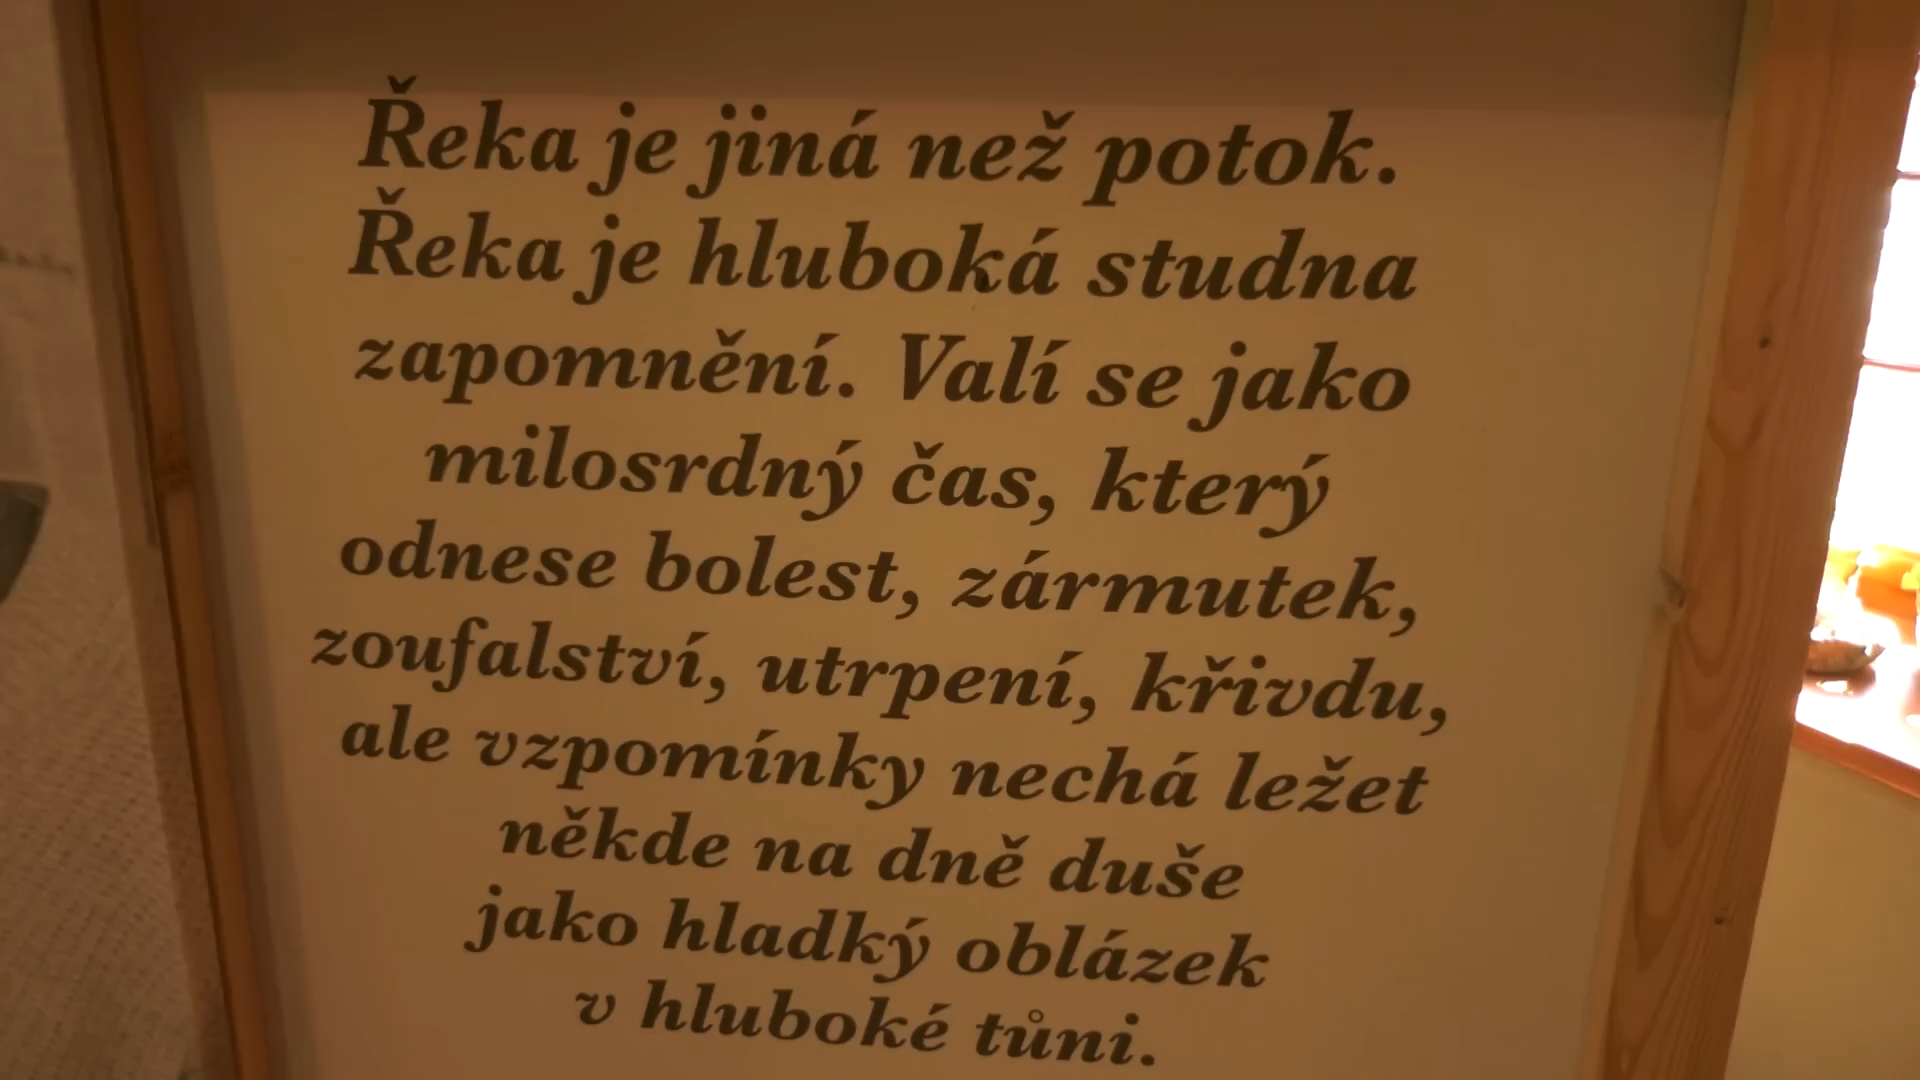 Řeka je jiná než potok.
Řeka je hluboká studna
zapomnění. Valí se jako
milosrdný čas, který
odnese bolest, zármutek,
zoufalství, utrpení, křivdu,
ale vzpomínky nechá ležet
někde na dně duše
jako hladký oblázek
v hluboké tůni.